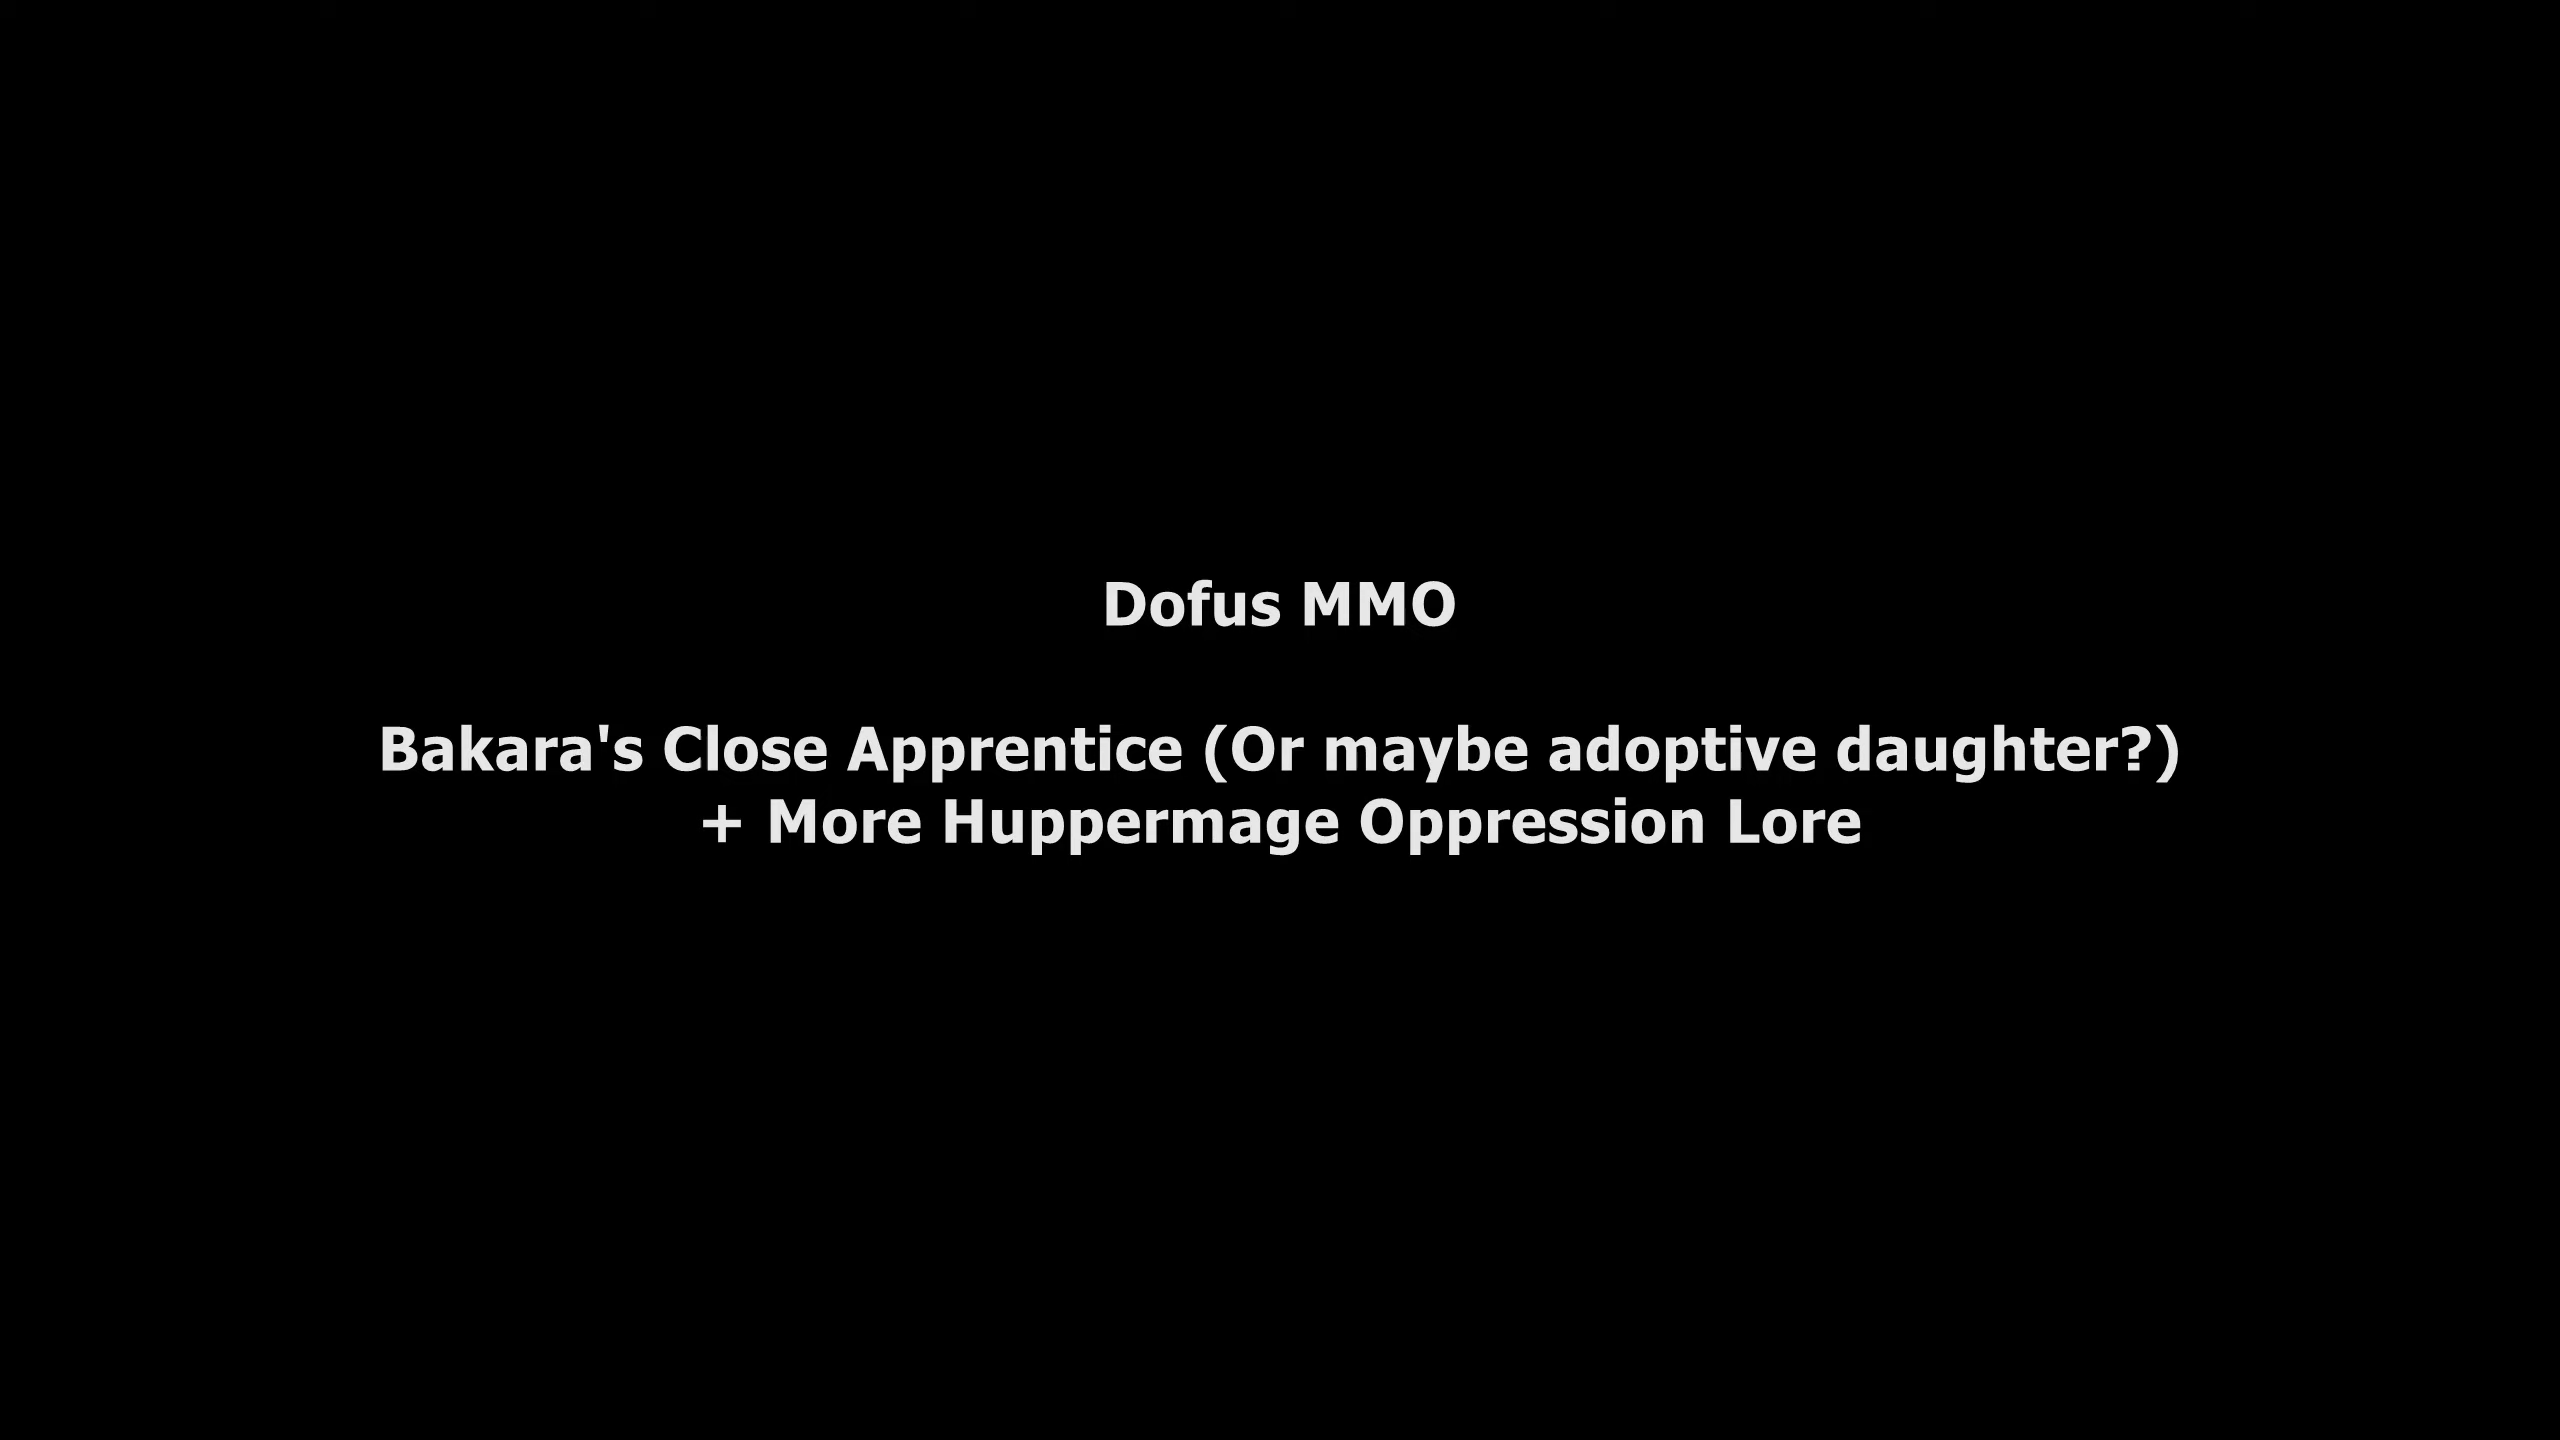 Dofus MMO
Bakara's Close Apprentice (Or maybe adoptive daughter?)
+ More Huppermage Oppression Lore